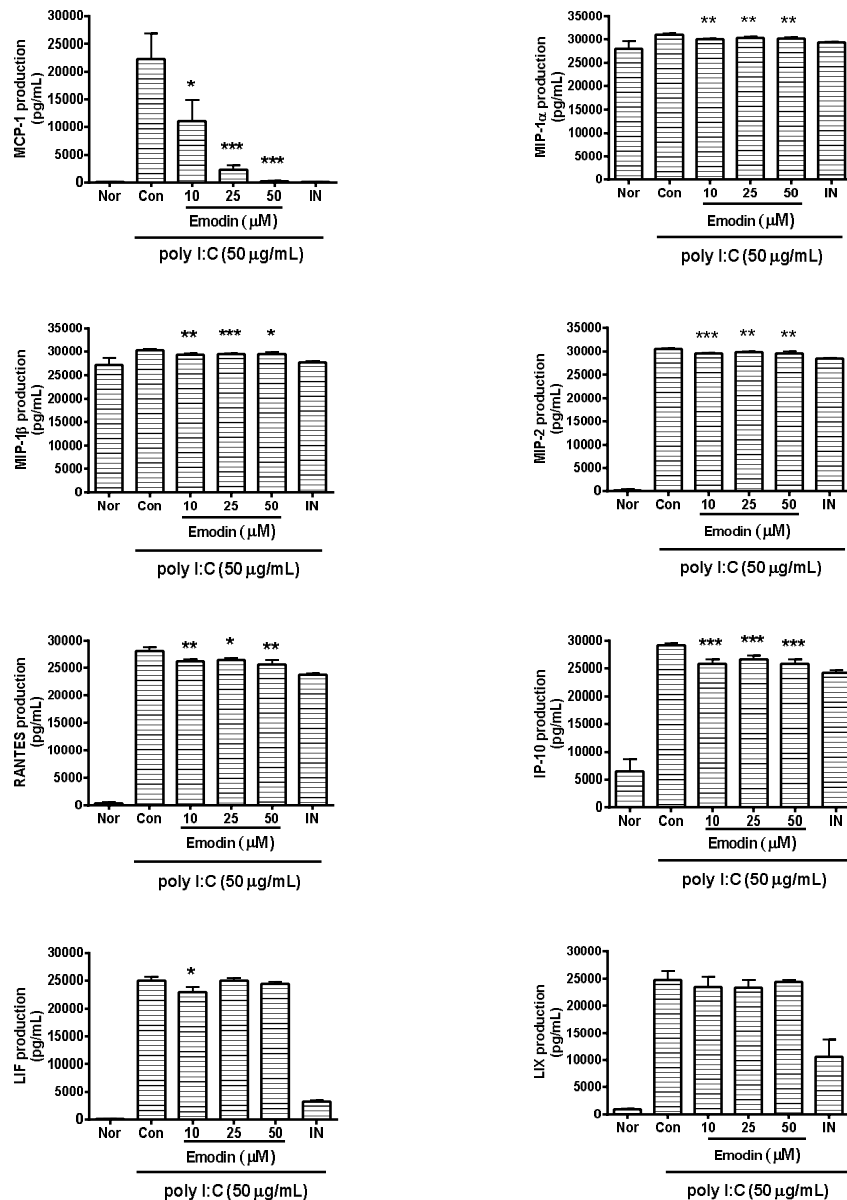 MCP-1 production
(pg/mL)
30000
25000
20000
15000
10000
5000
0
*
***
***
Nor Con 10 25 50 IN
Emodin (μM)
poly I:C (50 μg/mL)
MIP-1α production
(pg/mL)
35000
30000
25000
20000
15000
10000
5000
0
**
**
**
Nor Con 10 25 50 IN
Emodin (μM)
poly I:C (50 μg/mL)
MIP-1β production
(pg/mL)
35000
30000
25000
20000
15000
10000
5000
0
**
***
*
Nor Con 10 25 50 IN
Emodin (μM)
poly I:C (50 μg/mL)
MIP-2 production
(pg/mL)
35000
30000
25000
20000
15000
10000
5000
0
***
**
**
Nor Con 10 25 50 IN
Emodin (μM)
poly I:C (50 μg/mL)
RANTES production
(pg/mL)
30000
25000
20000
15000
10000
5000
0
**
*
**
Nor Con 10 25 50 IN
Emodin (μM)
poly I:C (50 μg/mL)
IP-10 production
(pg/mL)
30000
25000
20000
15000
10000
5000
0
***
***
***
Nor Con 10 25 50 IN
Emodin (μM)
poly I:C (50 μg/mL)
LIF production
(pg/mL)
30000
25000
20000
15000
10000
5000
0
*
Nor Con 10 25 50 IN
Emodin (μM)
poly I:C (50 μg/mL)
LIX production
(pg/mL)
30000
25000
20000
15000
10000
5000
0
Nor Con 10 25 50 IN
Emodin (μM)
poly I:C (50 μg/mL)